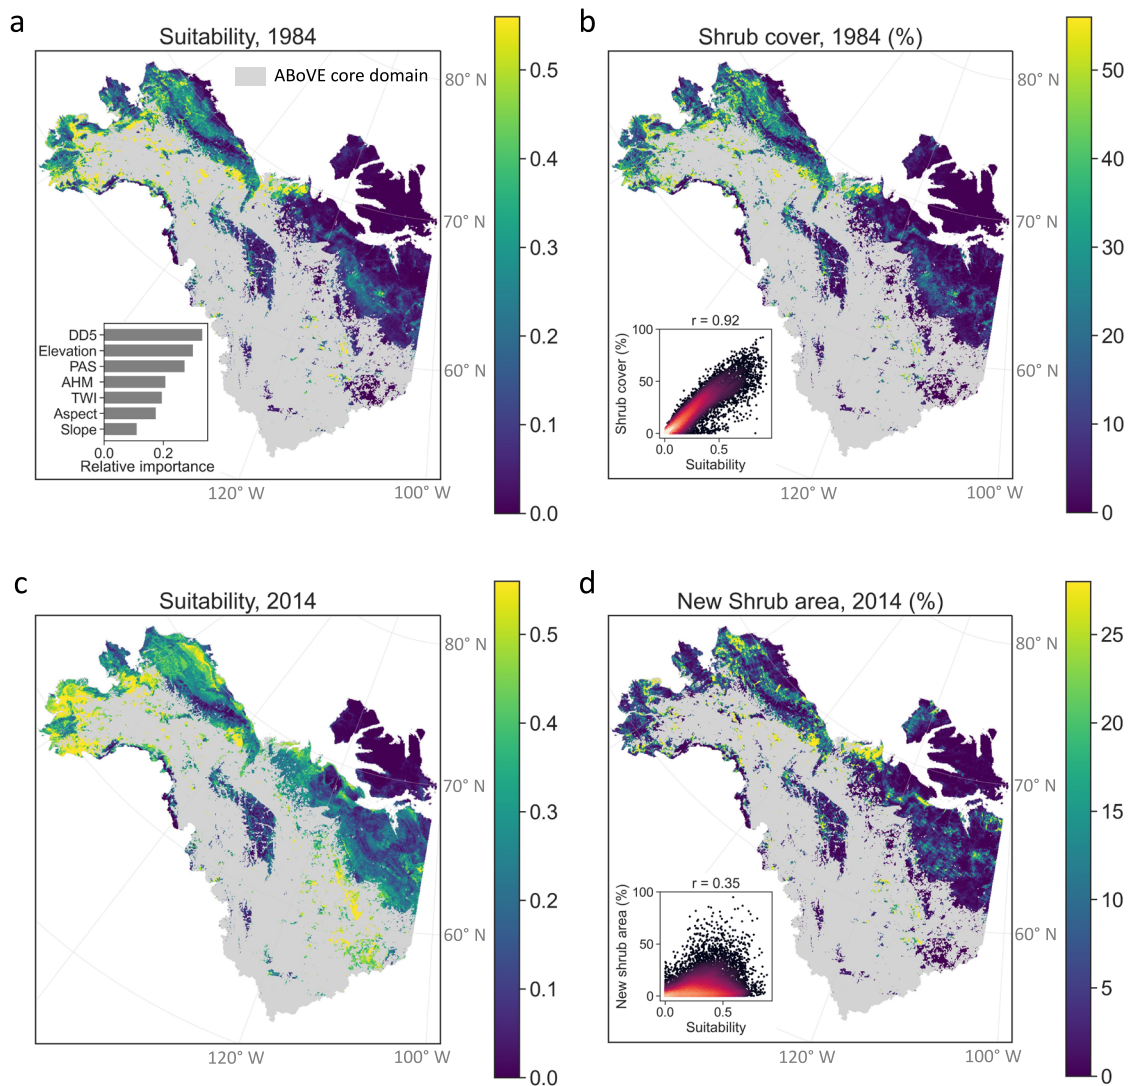 a
Suitability, 1984
ABoVE core domain
80° N
70° N
60° N
120° W
100° W
0.5
0.4
0.3
0.2
0.1
0.0
DD5
Elevation
PAS
AHM
TWI
Aspect
Slope
0.0
0.2
Relative importance
b
Shrub cover, 1984 (%)
80° N
70° N
60° N
120° W
100° W
50
40
30
20
10
0
r = 0.92
100
50
0
Shrub cover (%)
0.0
0.5
Suitability
c
Suitability, 2014
80° N
70° N
60° N
120° W
100° W
0.5
0.4
0.3
0.2
0.1
0.0
d
New Shrub area, 2014 (%)
80° N
70° N
60° N
120° W
100° W
25
20
15
10
5
0
r = 0.35
100
50
0
New shrub area (%)
0.0
0.5
Suitability